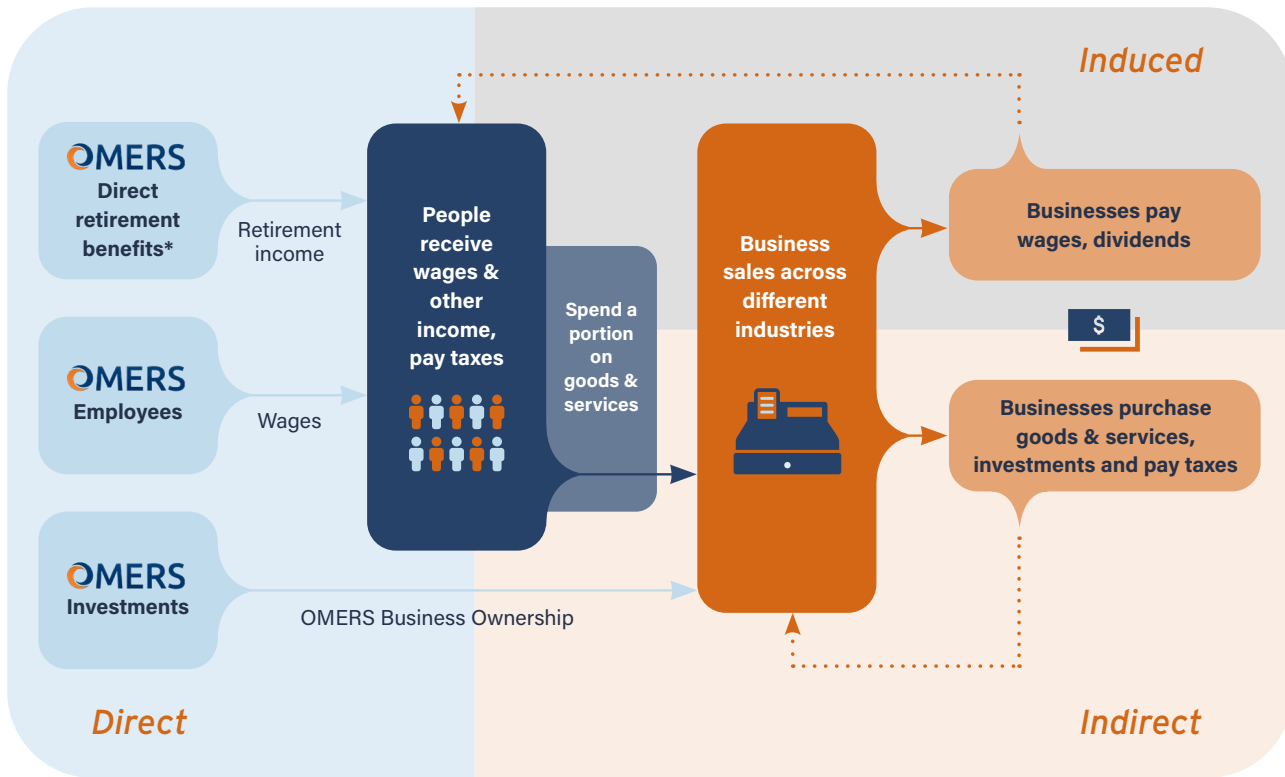 Induced
OMERS
Direct
retirement
benefits*
Retirement
income
People
receive
wages &
other
income,
pay taxes
Spend a
portion
on
goods &
services
Business
sales across
different
industries
Businesses pay
wages, dividends
$
OMERS
Employees
Wages
Businesses purchase
goods & services,
investments and pay taxes
OMERS
Investments
OMERS Business Ownership
Direct
Indirect